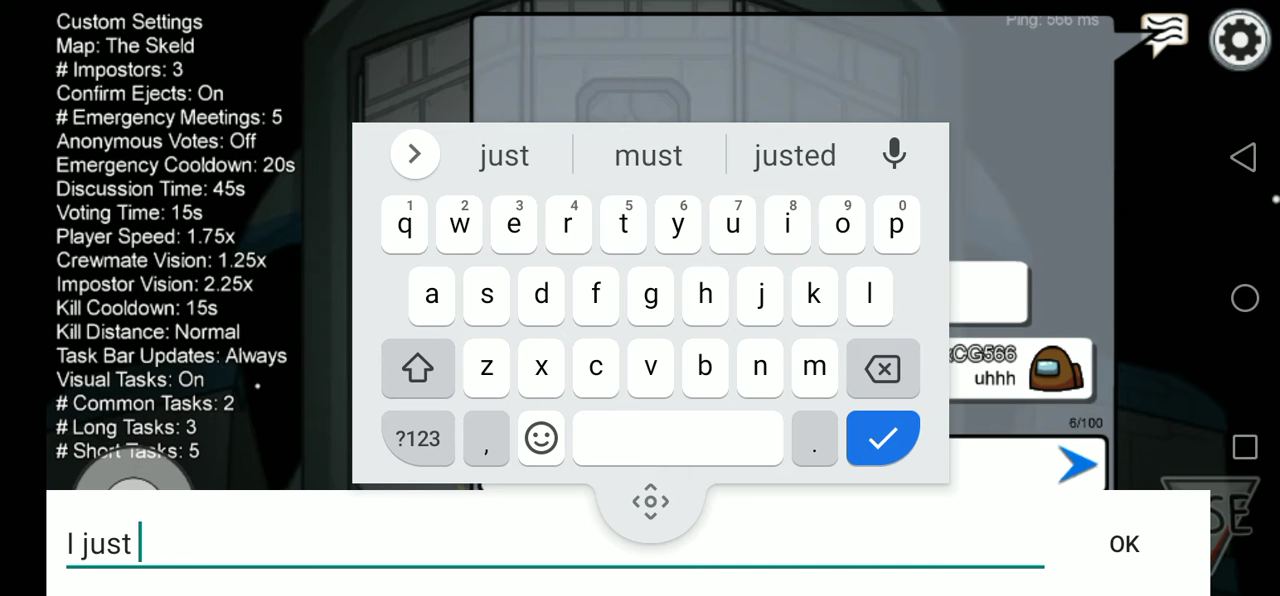 Custom Settings
Map: The Skeld
# Impostors: 3
Confirm Ejects: On
# Emergency Meetings: 5
Anonymous Votes: Off
Emergency Cooldown: 20s
Discussion Time: 45s
Voting Time: 15s
Player Speed: 1.75x
Crewmate Vision: 1.25x
Impostor Vision: 2.25x
Kill Cooldown: 15s
Kill Distance: Normal
Task Bar Updates: Always
Visual Tasks: On
# Common Tasks: 2
# Long Tasks: 3
# Short Tasks: 5
Ping: 566 ms
just must justed
1 2 3 4 5 6 7 8 9 0
q w e r t y u i o p
a s d f g h j k l
z x c v b n m
?123 , .
CG566
uhhh
6/100
SE
I just
OK